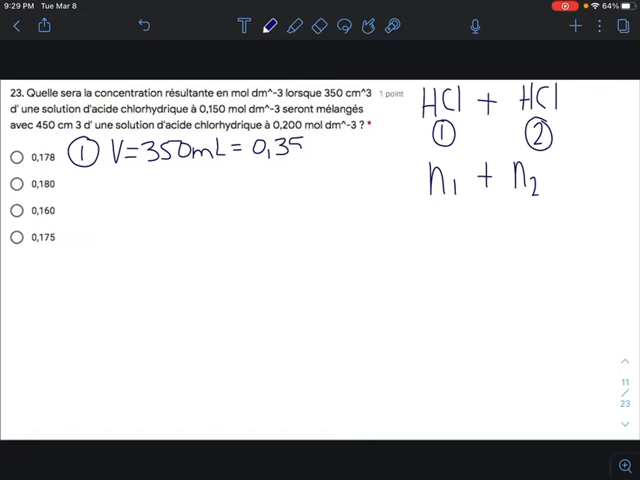 9:29 PM Tue Mar 8
64%
23. Quelle sera la concentration résultante en mol dm^-3 lorsque 350 cm^3 1 point
d' une solution d'acide chlorhydrique à 0,150 mol dm^-3 seront mélangés
avec 450 cm 3 d' une solution d'acide chlorhydrique à 0,200 mol dm^-3 ? *
HCl + HCl
① ②
① V=350mL = 0,35
n1 + n2
0,178
0,180
0,160
0,175
11
/
23